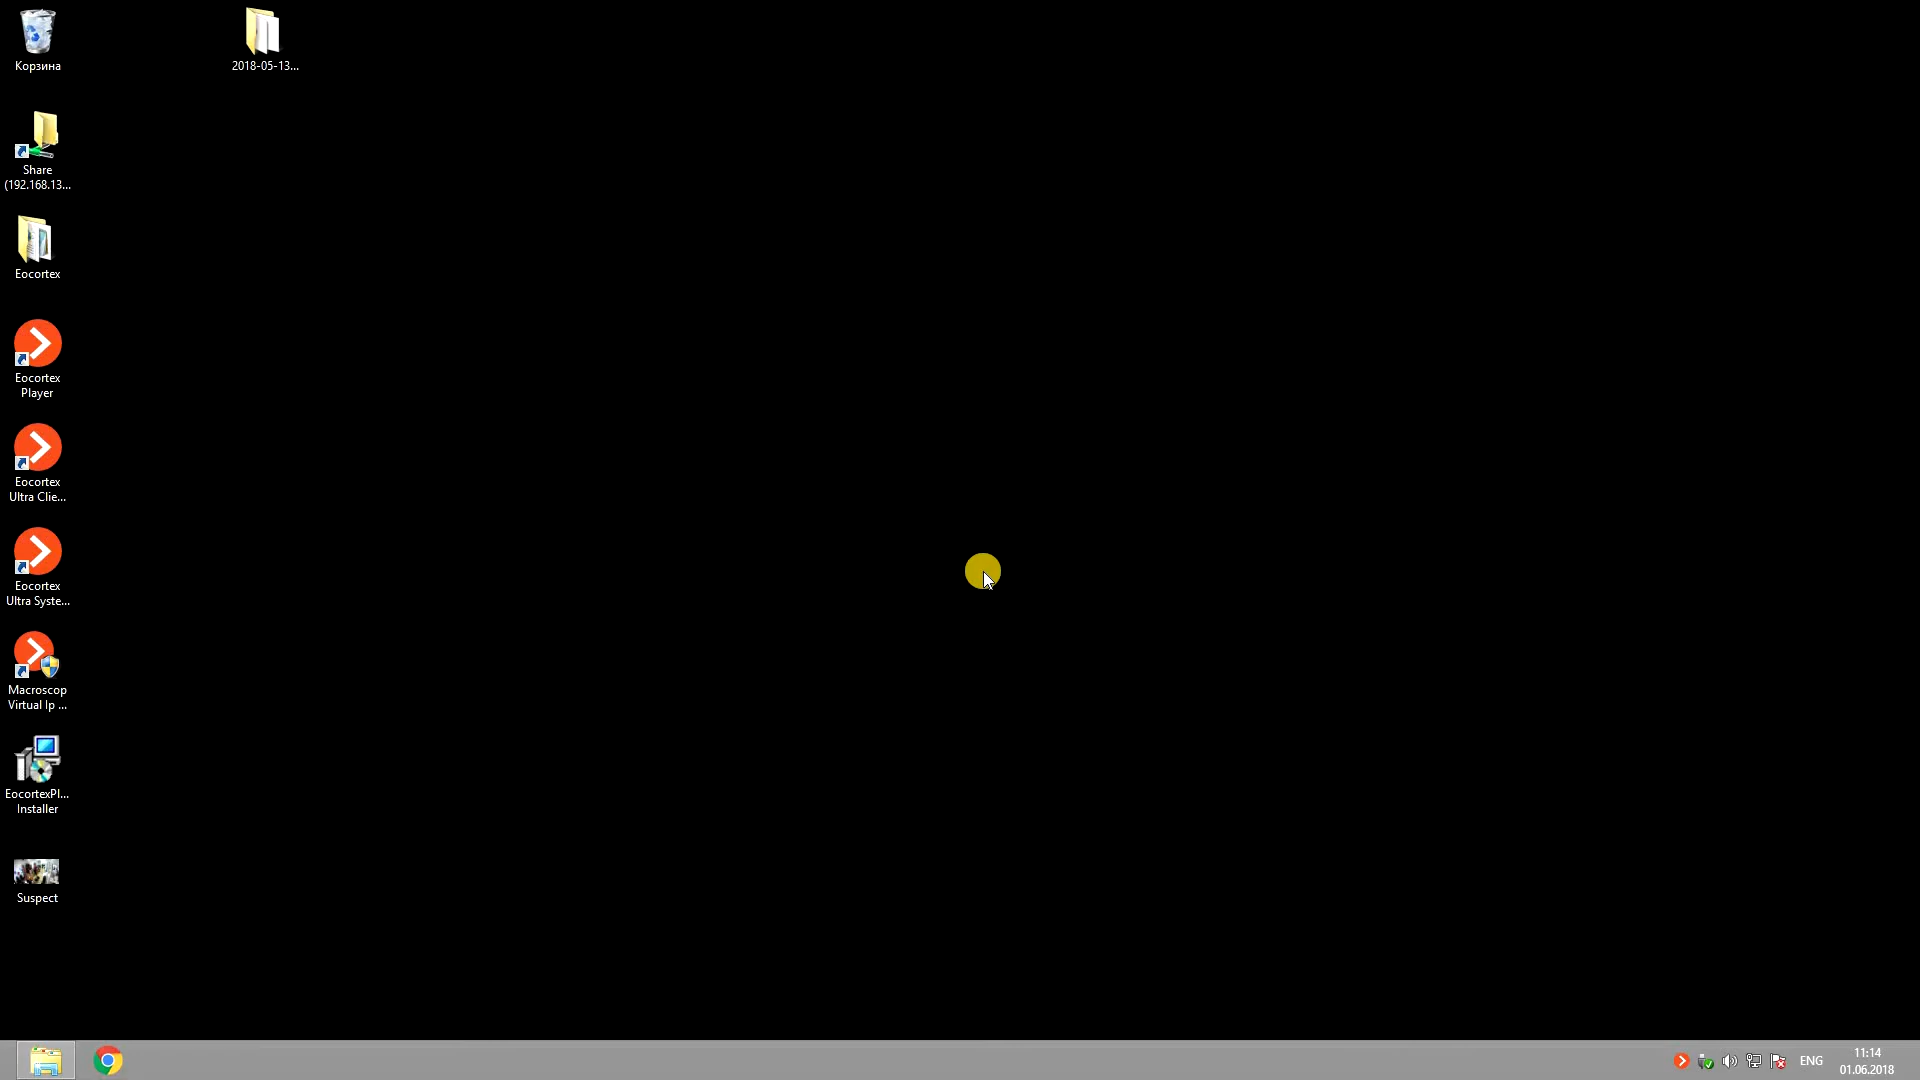 Корзина
2018-05-13...
Share
(192.168.13...
Eocortex
Eocortex
Player
Eocortex
Ultra Clie...
Eocortex
Ultra Syste...
Macroscop
Virtual Ip ...
EocortexPl...
Installer
Suspect
ENG
11:14
01.06.2018